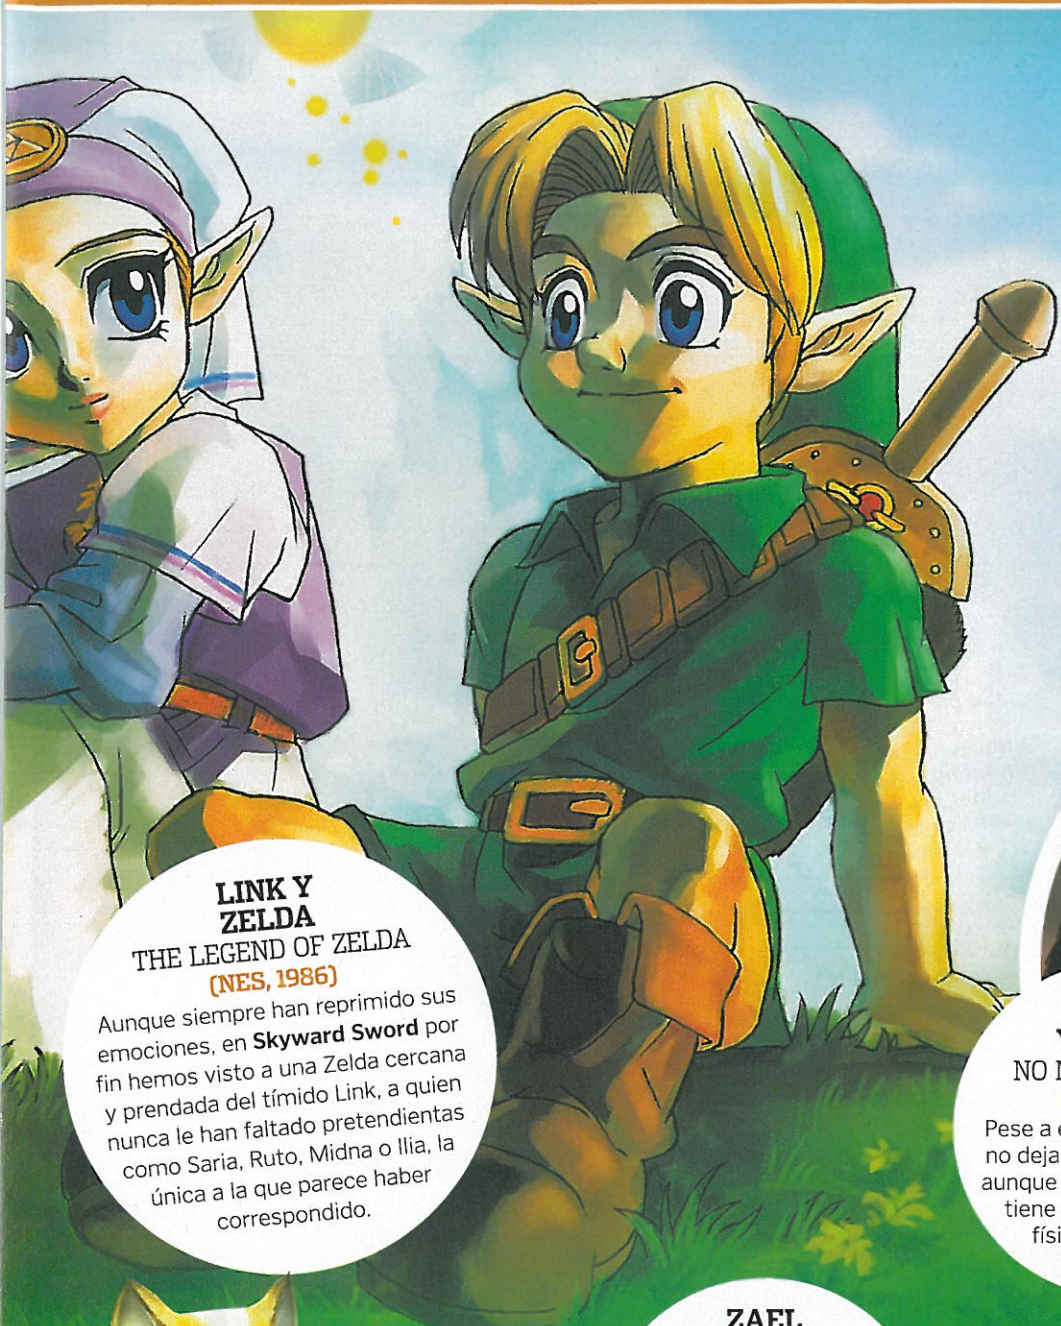 LINK Y
ZELDA
THE LEGEND OF ZELDA
(NES, 1986)
Aunque siempre han reprimido sus
emociones, en Skyward Sword por
fin hemos visto a una Zelda cercana
y prendada del tímido Link, a quien
nunca le han faltado pretendientas
como Saria, Ruto, Midna o Ilia, la
única a la que parece haber
correspondido.
NO
Pese a
no deja
aunque
tiene
ZAEL